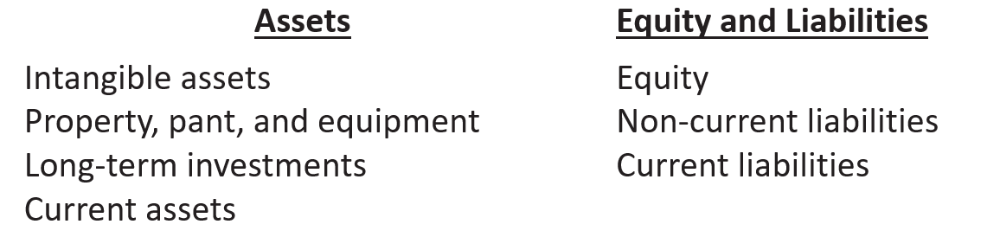 Assets
Intangible assets
Property, pant, and equipment
Long-term investments
Current assets
Equity and Liabilities
Equity
Non-current liabilities
Current liabilities